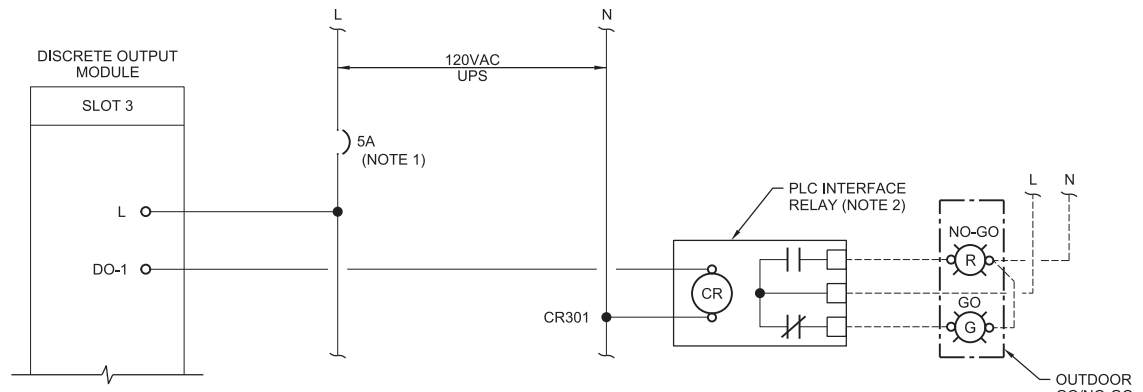 L
N
DISCRETE OUTPUT
MODULE
SLOT 3
120VAC
UPS
5A
(NOTE 1)
PLC INTERFACE
RELAY (NOTE 2)
L
N
L
NO-GO
R
DO-1
CR
GO
CR301
G
OUTDOOR